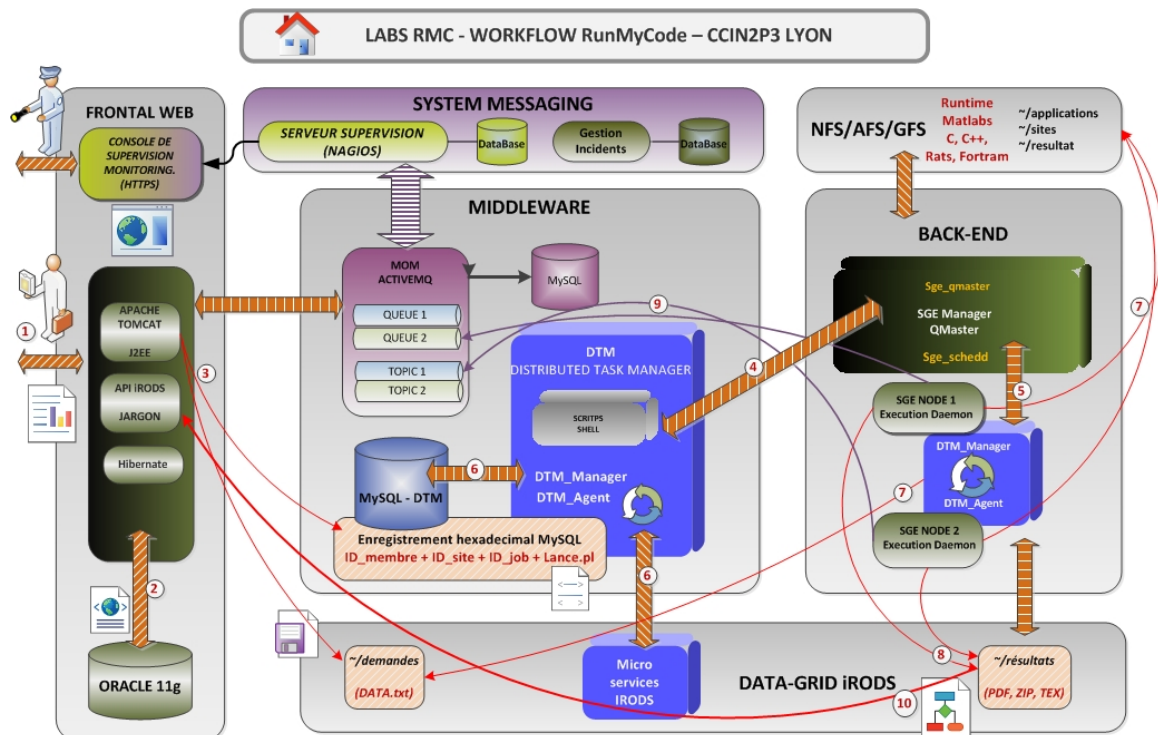 LABS RMC - WORKFLOW RunMyCode – CCIN2P3 LYON
FRONTAL WEB
CONSOLE DE
SUPERVISION
MONITORING.
(HTTPS)
1
APACHE
TOMCAT
J2EE
API iRODS
JARGON
Hibernate
3
2
ORACLE 11g
SYSTEM MESSAGING
SERVEUR SUPERVISION
(NAGIOS)
DataBase
Gestion
Incidents
DataBase
MIDDLEWARE
MOM
ACTIVEMQ
MySQL
QUEUE 1
QUEUE 2
TOPIC 1
TOPIC 2
9
DTM
DISTRIBUTED TASK MANAGER
SCRITPS
SHELL
4
MySQL - DTM
6
DTM_Manager
DTM_Agent
Enregistrement hexadecimal MySQL
ID_membre + ID_site + ID_job + Lance.pl
6
NFS/AFS/GFS
Runtime
Matlabs
C, C++,
Rats, Fortram
~/applications
~/sites
~/resultat
BACK-END
Sge_qmaster
SGE Manager
QMaster
Sge_schedd
7
5
SGE NODE 1
Execution Daemon
DTM_Manager
DTM_Agent
7
SGE NODE 2
Execution Daemon
~/demandes
(DATA.txt)
Micro
services
IRODS
DATA-GRID iRODS
8
10
~/résultats
(PDF, ZIP, TEX)